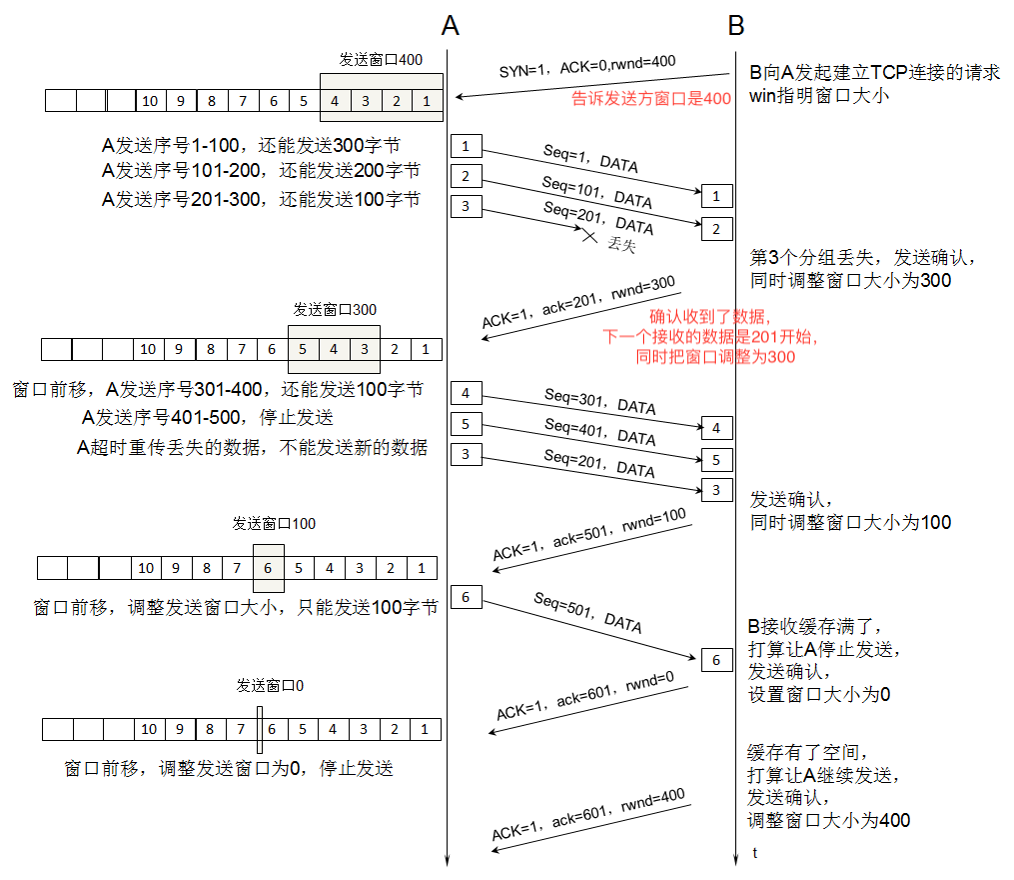 A
B
发送窗口400
SYN=1，ACK=0,rwnd=400
B向A发起建立TCP连接的请求
win指明窗口大小
告诉发送方窗口是400
10 9 8 7 6 5 4 3 2 1
A发送序号1-100，还能发送300字节
A发送序号101-200，还能发送200字节
A发送序号201-300，还能发送100字节
1
Seq=1，DATA
1
2
Seq=101，DATA
2
3
Seq=201，DATA
丢失
第3个分组丢失，发送确认，
同时调整窗口大小为300
ACK=1，ack=201，rwnd=300
确认收到了数据，
下一个接收的数据是201开始，
同时把窗口调整为300
发送窗口300
10 9 8 7 6 5 4 3 2 1
窗口前移，A发送序号301-400，还能发送100字节
A发送序号401-500，停止发送
A超时重传丢失的数据，不能发送新的数据
4
Seq=301，DATA
4
5
Seq=401，DATA
5
3
Seq=201，DATA
3
发送确认，
同时调整窗口大小为100
ACK=1，ack=501，rwnd=100
发送窗口100
10 9 8 7 6 5 4 3 2 1
窗口前移，调整发送窗口大小，只能发送100字节
6
Seq=501，DATA
6
B接收缓存满了，
打算让A停止发送，
发送确认，
设置窗口大小为0
ACK=1，ack=601，rwnd=0
发送窗口0
10 9 8 7 6 5 4 3 2 1
窗口前移，调整发送窗口为0，停止发送
缓存有了空间，
打算让A继续发送，
发送确认，
调整窗口大小为400
ACK=1，ack=601，rwnd=400
t